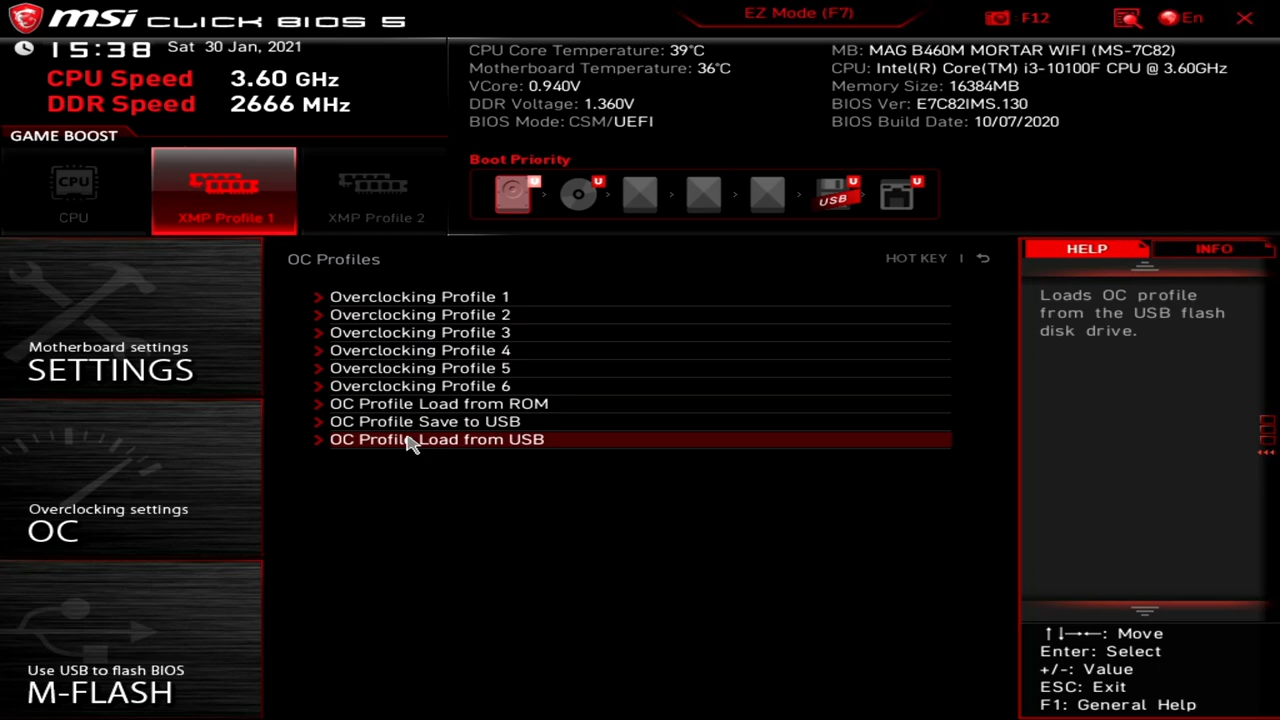 msi CLICK BIOS 5
EZ Mode (F7)
F12
En
15:38 Sat 30 Jan, 2021
CPU Speed 3.60 GHz
DDR Speed 2666 MHz
CPU Core Temperature: 39°C
Motherboard Temperature: 36°C
VCore: 0.940V
DDR Voltage: 1.360V
BIOS Mode: CSM/UEFI
MB: MAG B460M MORTAR WIFI (MS-7C82)
CPU: Intel(R) Core(TM) i3-10100F CPU @ 3.60GHz
Memory Size: 16384MB
BIOS Ver: E7C82IMS.130
BIOS Build Date: 10/07/2020
GAME BOOST
CPU
CPU
XMP Profile 1
XMP Profile 2
Boot Priority
U
U
USB
U
U
Motherboard settings
SETTINGS
Overclocking settings
OC
Use USB to flash BIOS
M-FLASH
OC Profiles
HOT KEY |
Overclocking Profile 1
Overclocking Profile 2
Overclocking Profile 3
Overclocking Profile 4
Overclocking Profile 5
Overclocking Profile 6
OC Profile Load from ROM
OC Profile Save to USB
OC Profile Load from USB
HELP
INFO
Loads OC profile
from the USB flash
disk drive.
↑↓→←: Move
Enter: Select
+/-: Value
ESC: Exit
F1: General Help